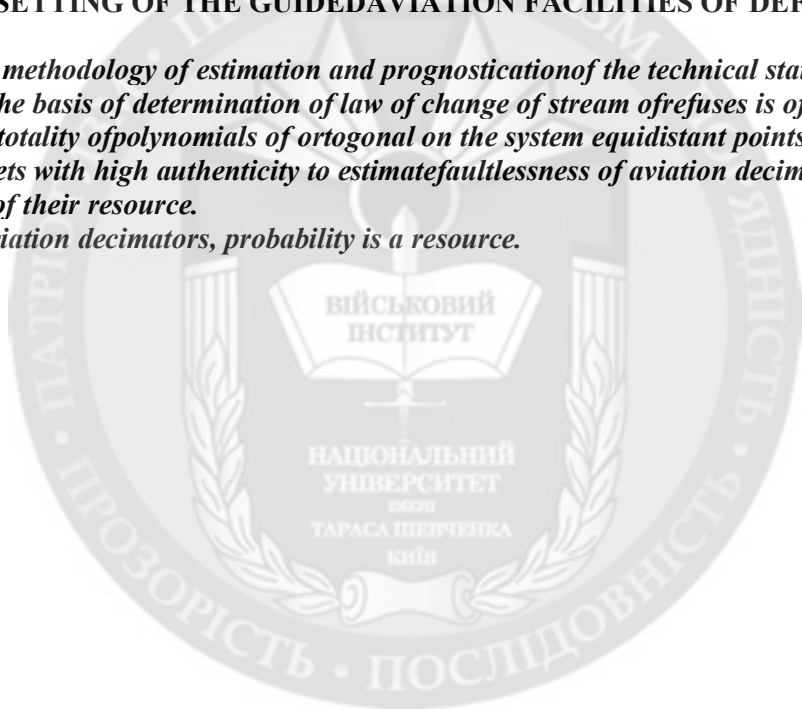 SETTING OF THE GUIDEDAVIATION FACILITIES OF DEF
methodology of estimation and prognosticationof the technical stat
he basis of determination of law of change of stream ofrefuses is of
totality ofpolynomials of ortogonal on the system equidistant points
ets with high authenticity to estimatefaultlessness of aviation decim
of their resource.
iation decimators, probability is a resource.
ВІЙСЬКОВИЙ
ІНСТИТУТ
НАЦІОНАЛЬНИЙ
УНІВЕРСИТЕТ
ІМЕНІ
ТАРАСА ШЕВЧЕНКА
КИЇВ
ПРОЗОРІСТЬ • ПОСЛІДОВНІСТЬ